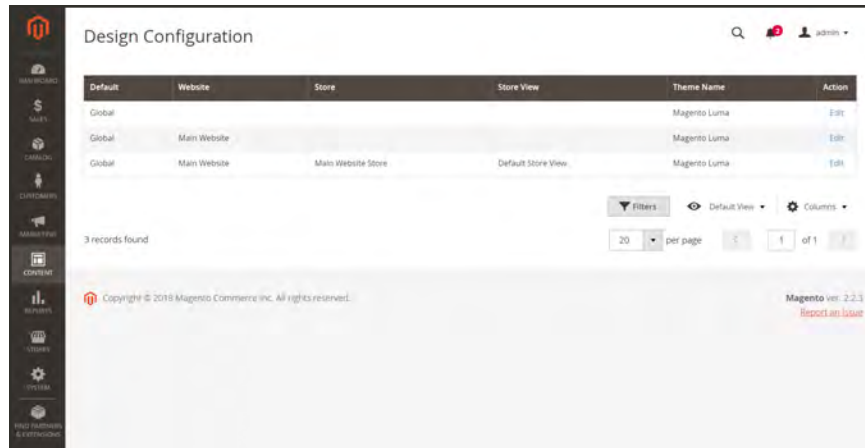 Design Configuration
2
admin
DASHBOARD
SALES
CATALOG
CUSTOMERS
MARKETING
CONTENT
REPORTS
STORES
SYSTEM
FIND PARTNERS
& EXTENSIONS
Default Website Store Store View Theme Name Action
Global Magento Luma Edit
Global Main Website Magento Luma Edit
Global Main Website Main Website Store Default Store View Magento Luma Edit
Filters Default View Columns
3 records found 20 per page 1 of 1
Copyright © 2018 Magento Commerce Inc. All rights reserved. Magento ver. 2.2.3
Report an Issue